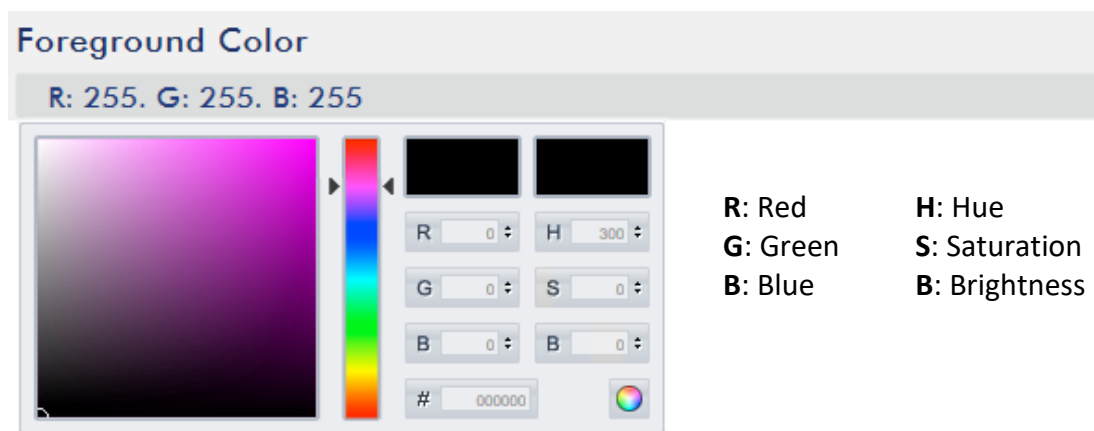 Foreground Color
R: 255. G: 255. B: 255
R 0 H 300
G 0 S 0
B 0 B 0
# 000000
R: Red H: Hue
G: Green S: Saturation
B: Blue B: Brightness